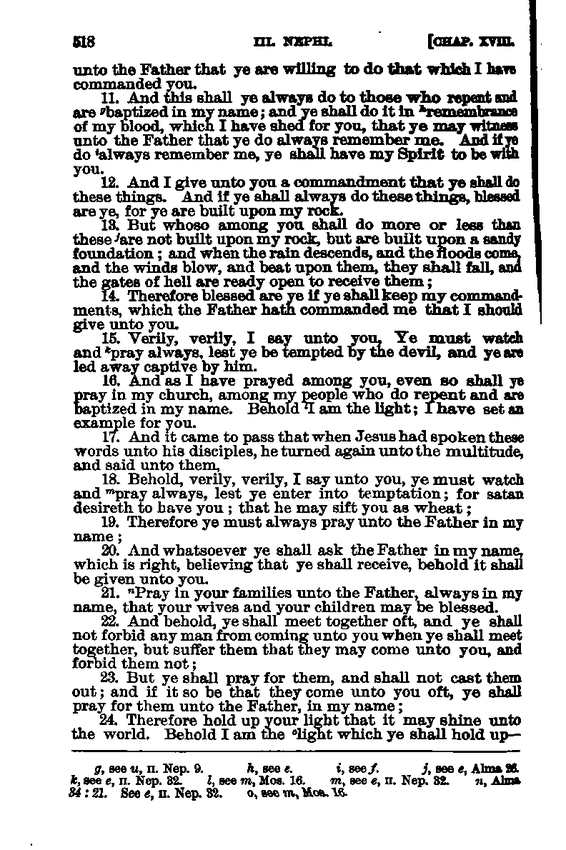 518 III. NEPHI. [CHAP. XVIII.
unto the Father that ye are willing to do that which I have
commanded you.
11. And this shall ye always do to those who repent and
are ᵍbaptized in my name; and ye shall do it in ʰremembrance
of my blood, which I have shed for you, that ye may witness
unto the Father that ye do always remember me. And if ye
do ⁱalways remember me, ye shall have my Spirit to be with
you.
12. And I give unto you a commandment that ye shall do
these things. And if ye shall always do these things, blessed
are ye, for ye are built upon my rock.
13. But whoso among you shall do more or less than
these ʲare not built upon my rock, but are built upon a sandy
foundation; and when the rain descends, and the floods come,
and the winds blow, and beat upon them, they shall fall, and
the gates of hell are ready open to receive them;
14. Therefore blessed are ye if ye shall keep my command-
ments, which the Father hath commanded me that I should
give unto you.
15. Verily, verily, I say unto you, Ye must watch
and ᵏpray always, lest ye be tempted by the devil, and ye are
led away captive by him.
16. And as I have prayed among you, even so shall ye
pray in my church, among my people who do repent and are
baptized in my name. Behold ˡI am the light; I have set an
example for you.
17. And it came to pass that when Jesus had spoken these
words unto his disciples, he turned again unto the multitude,
and said unto them,
18. Behold, verily, verily, I say unto you, ye must watch
and ᵐpray always, lest ye enter into temptation; for satan
desireth to have you; that he may sift you as wheat;
19. Therefore ye must always pray unto the Father in my
name;
20. And whatsoever ye shall ask the Father in my name,
which is right, believing that ye shall receive, behold it shall
be given unto you.
21. ⁿPray in your families unto the Father, always in my
name, that your wives and your children may be blessed.
22. And behold, ye shall meet together oft, and ye shall
not forbid any man from coming unto you when ye shall meet
together, but suffer them that they may come unto you, and
forbid them not;
23. But ye shall pray for them, and shall not cast them
out; and if it so be that they come unto you oft, ye shall
pray for them unto the Father, in my name;
24. Therefore hold up your light that it may shine unto
the world. Behold I am the ᵒlight which ye shall hold up—
g, see u, II. Nep. 9. h, see e. i, see f. j, see e, Alma 26.
k, see e, II. Nep. 32. l, see m, Mos. 16. m, see e, II. Nep. 32. n, Alma
34 : 21. See e, II. Nep. 32. o, see m, Mos. 16.